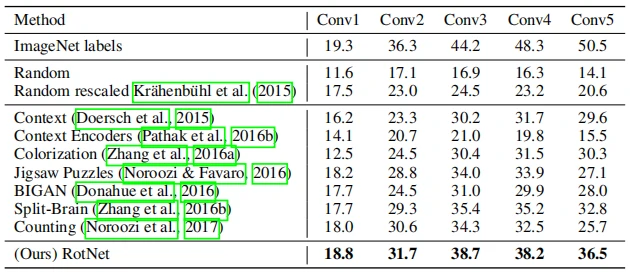 Method Conv1 Conv2 Conv3 Conv4 Conv5
ImageNet labels 19.3 36.3 44.2 48.3 50.5
Random 11.6 17.1 16.9 16.3 14.1
Random rescaled Krähenbühl et al. (2015) 17.5 23.0 24.5 23.2 20.6
Context (Doersch et al., 2015) 16.2 23.3 30.2 31.7 29.6
Context Encoders (Pathak et al., 2016b) 14.1 20.7 21.0 19.8 15.5
Colorization (Zhang et al., 2016a) 12.5 24.5 30.4 31.5 30.3
Jigsaw Puzzles (Noroozi & Favaro, 2016) 18.2 28.8 34.0 33.9 27.1
BIGAN (Donahue et al., 2016) 17.7 24.5 31.0 29.9 28.0
Split-Brain (Zhang et al., 2016b) 17.7 29.3 35.4 35.2 32.8
Counting (Noroozi et al., 2017) 18.0 30.6 34.3 32.5 25.7
(Ours) RotNet 18.8 31.7 38.7 38.2 36.5